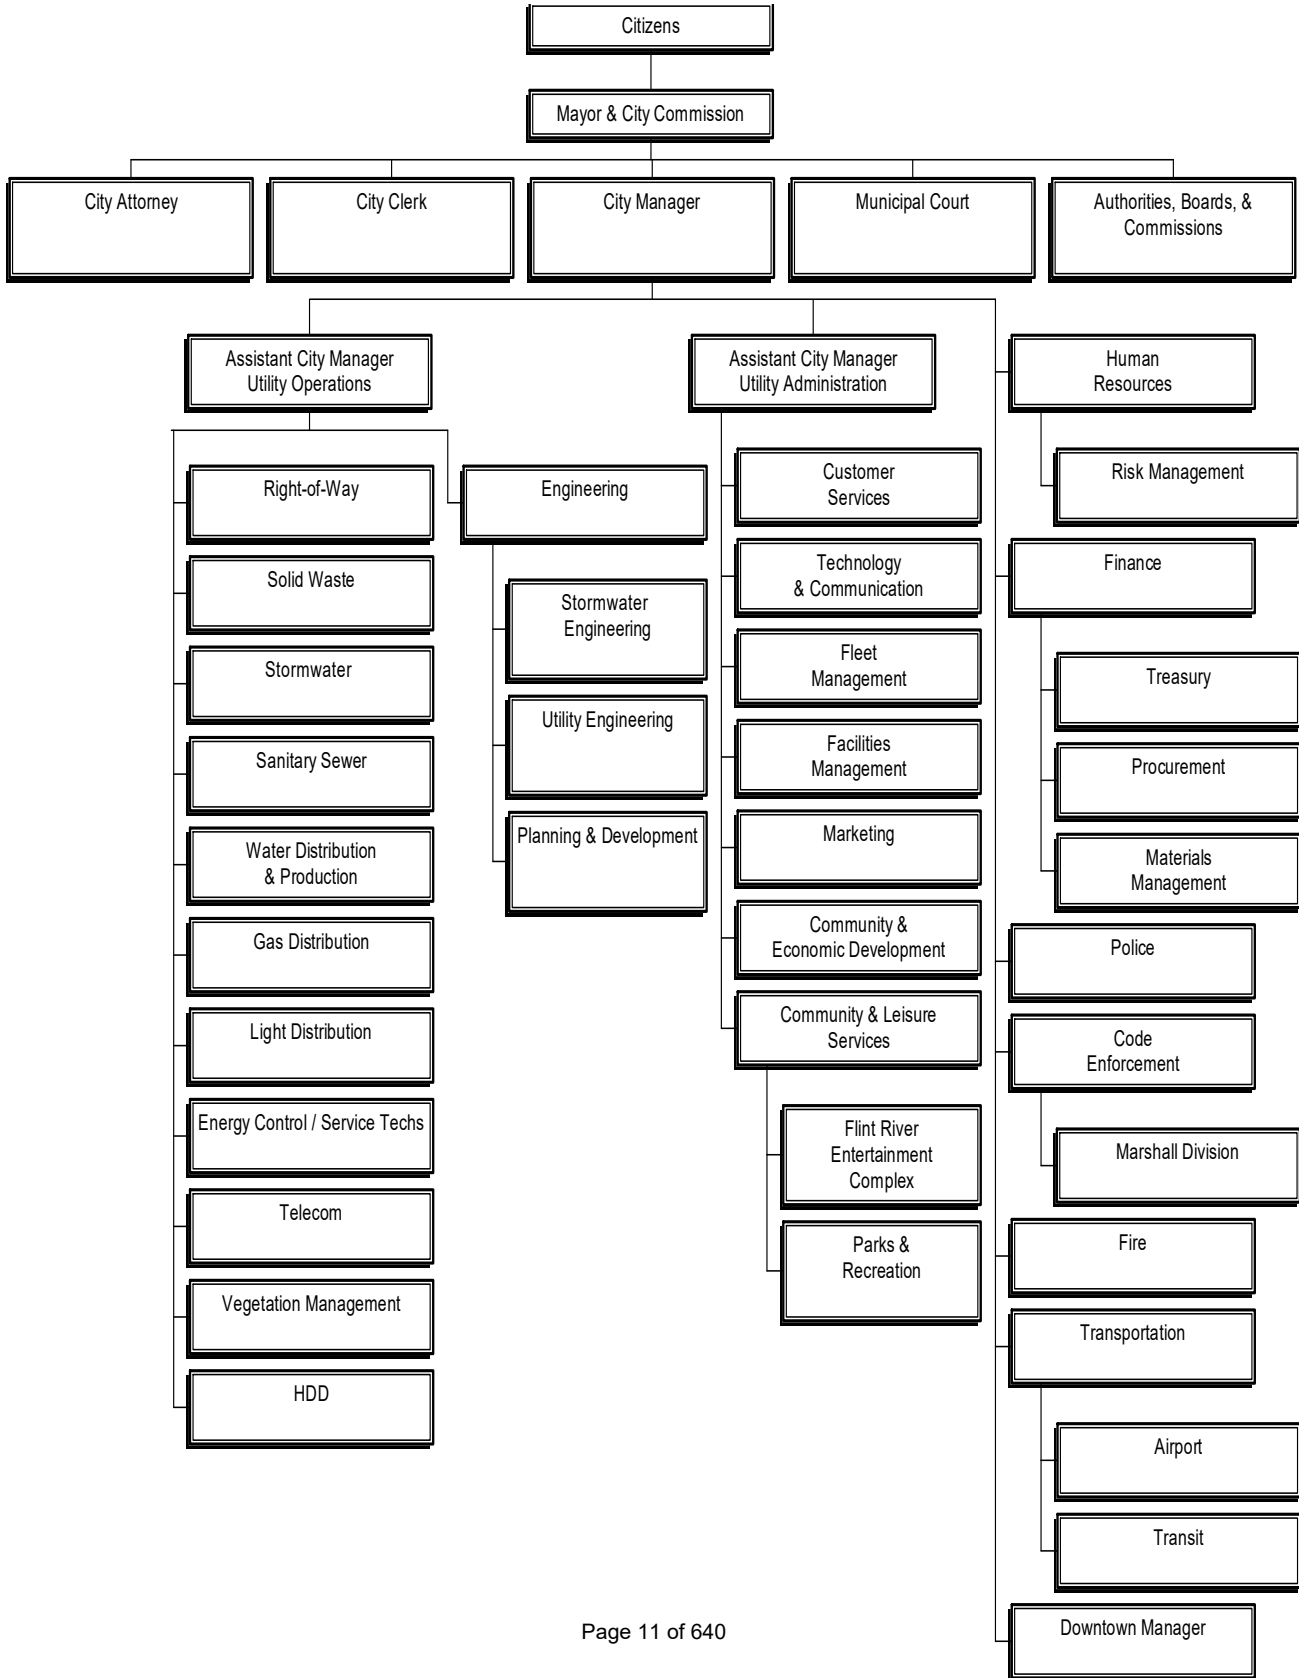 Citizens
Mayor & City Commission
City Attorney
City Clerk
City Manager
Municipal Court
Authorities, Boards, &
Commissions
Assistant City Manager
Utility Operations
Right-of-Way
Solid Waste
Stormwater
Sanitary Sewer
Water Distribution
& Production
Gas Distribution
Light Distribution
Energy Control / Service Techs
Telecom
Vegetation Management
HDD
Engineering
Stormwater
Engineering
Utility Engineering
Planning & Development
Assistant City Manager
Utility Administration
Customer
Services
Technology
& Communication
Fleet
Management
Facilities
Management
Marketing
Community &
Economic Development
Community & Leisure
Services
Flint River
Entertainment
Complex
Parks &
Recreation
Human
Resources
Risk Management
Finance
Treasury
Procurement
Materials
Management
Police
Code
Enforcement
Marshall Division
Fire
Transportation
Airport
Transit
Downtown Manager
Page 11 of 640